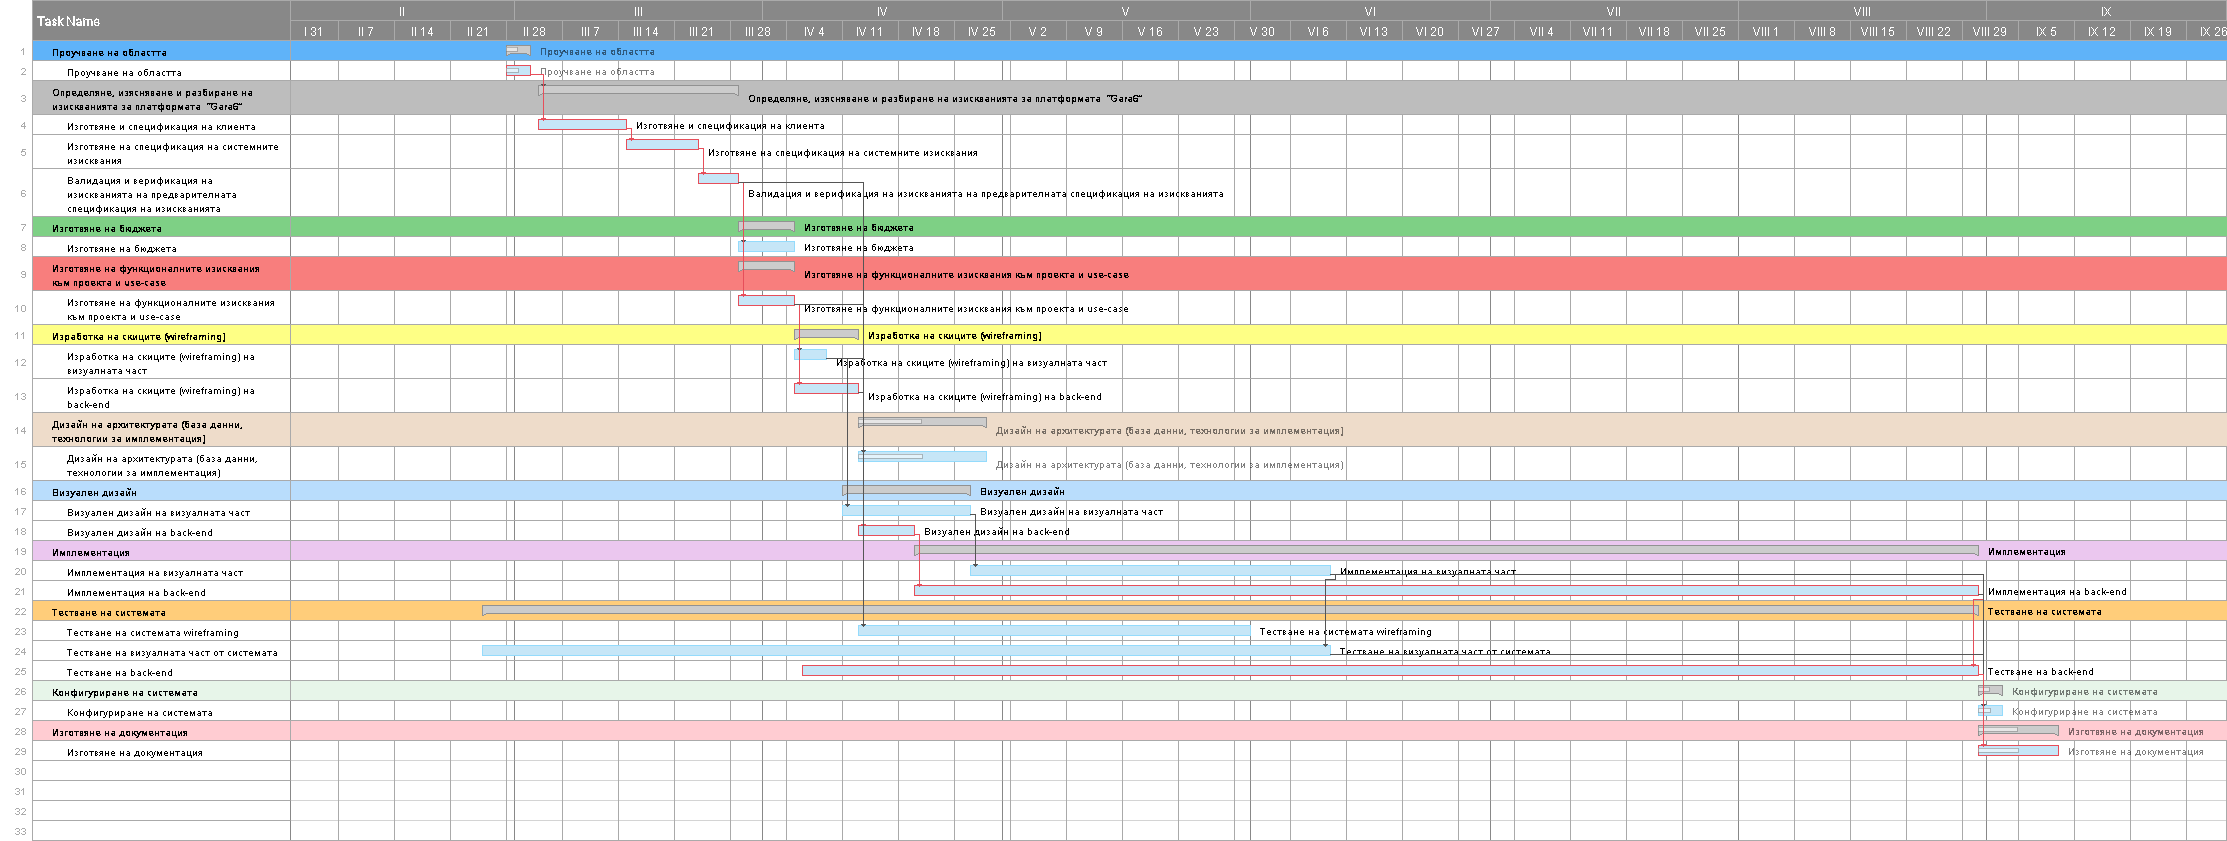 Task Name
II III IV V VI VII VIII IX
I 31 II 7 II 14 II 21 II 28 III 7 III 14 III 21 III 28 IV 4 IV 11 IV 18 IV 25 V 2 V 9 V 16 V 23 V 30 VI 6 VI 13 VI 20 VI 27 VII 4 VII 11 VII 18 VII 25 VIII 1 VIII 8 VIII 15 VIII 22 VIII 29 IX 5 IX 12 IX 19 IX 26
1 Проучване на областта Проучване на областта
2 Проучване на областта Проучване на областта
3 Определяне, изясняване и разбиране на
изискванията за платформата "Gara6"
Определяне, изясняване и разбиране на изискванията за платформата "Gara6"
4 Изготвяне и спецификация на клиента Изготвяне и спецификация на клиента
5 Изготвяне на спецификация на системните
изисквания
Изготвяне на спецификация на системните изисквания
6 Валидация и верификация на
изискванията на предварителната
спецификация на изискванията
Валидация и верификация на изискванията на предварителната спецификация на изискванията
7 Изготвяне на бюджета Изготвяне на бюджета
8 Изготвяне на бюджета Изготвяне на бюджета
9 Изготвяне на функционалните изисквания
към проекта и use-case
Изготвяне на функционалните изисквания към проекта и use-case
10 Изготвяне на функционалните изисквания
към проекта и use-case
Изготвяне на функционалните изисквания към проекта и use-case
11 Изработка на скиците (wireframing) Изработка на скиците (wireframing)
12 Изработка на скиците (wireframing) на
визуалната част
Изработка на скиците (wireframing) на визуалната част
13 Изработка на скиците (wireframing) на
back-end
Изработка на скиците (wireframing) на back-end
14 Дизайн на архитектурата (база данни,
технологии за имплементация)
Дизайн на архитектурата (база данни, технологии за имплементация)
15 Дизайн на архитектурата (база данни,
технологии за имплементация)
Дизайн на архитектурата (база данни, технологии за имплементация)
16 Визуален дизайн Визуален дизайн
17 Визуален дизайн на визуалната част Визуален дизайн на визуалната част
18 Визуален дизайн на back-end Визуален дизайн на back-end
19 Имплементация Имплементация
20 Имплементация на визуалната част Имплементация на визуалната част
21 Имплементация на back-end Имплементация на back-end
22 Тестване на системата Тестване на системата
23 Тестване на системата wireframing Тестване на системата wireframing
24 Тестване на визуалната част от системата Тестване на визуалната част от системата
25 Тестване на back-end Тестване на back-end
26 Конфигуриране на системата Конфигуриране на системата
27 Конфигуриране на системата Конфигуриране на системата
28 Изготвяне на документация Изготвяне на документация
29 Изготвяне на документация Изготвяне на документация
30
31
32
33